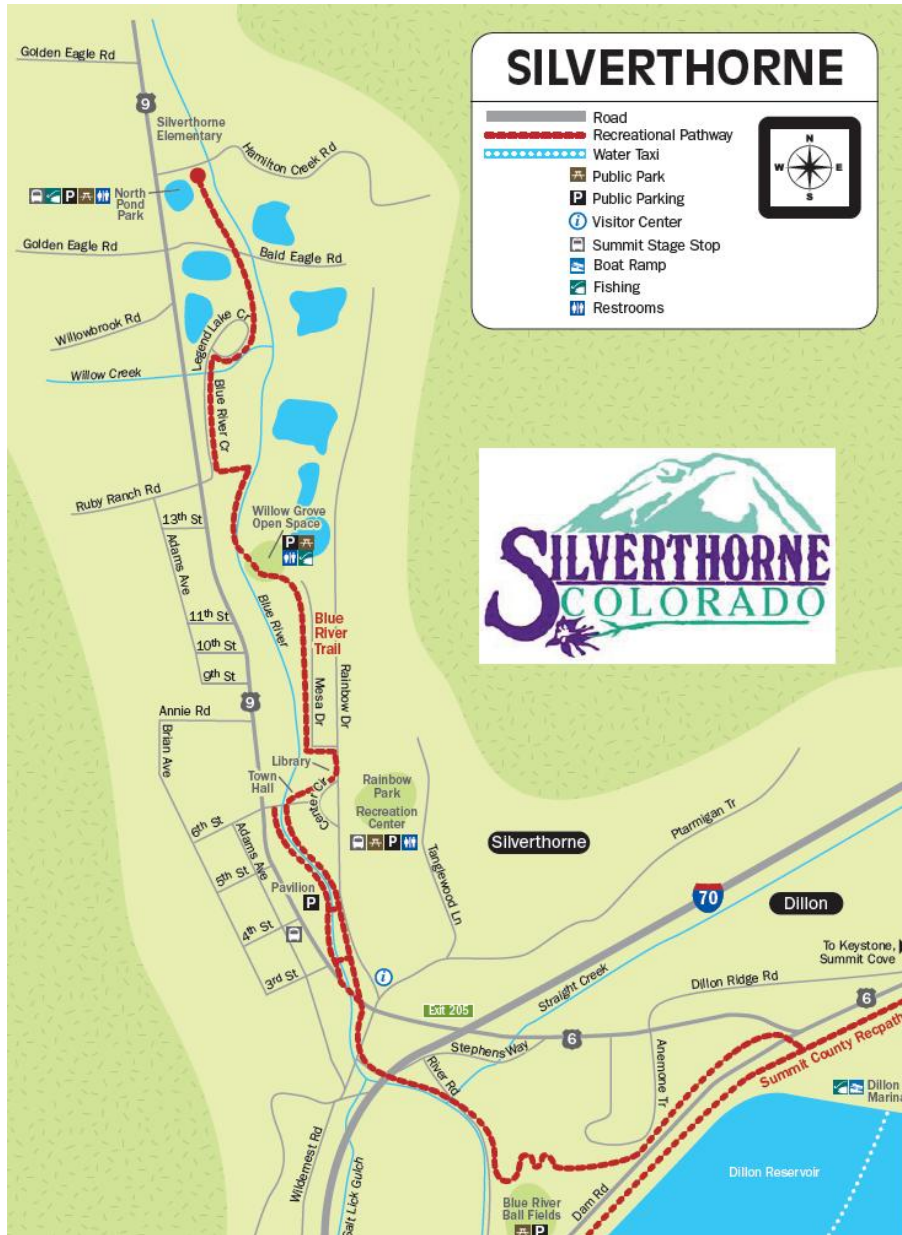 SILVERTHORNE
Road
Recreational Pathway
Water Taxi
Public Park
P
Public Parking
i
Visitor Center
Summit Stage Stop
Boat Ramp
Fishing
Restrooms
N
W
E
S
Golden Eagle Rd
9
Silverthorne
Elementary
Hamilton Creek Rd
P
North
Pond
Park
Golden Eagle Rd
Bald Eagle Rd
Willowbrook Rd
Legend Lake Cr
Willow Creek
Blue River Cr
Ruby Ranch Rd
13th St
Willow Grove
Open Space
P
Adams Ave
Blue River
11th St
10th St
9th St
Blue
River
Trail
Mesa Dr
Rainbow Dr
9
Annie Rd
Brian Ave
Library
Town
Hall
Center Cr
Rainbow
Park
Recreation
Center
P
6th St
Adams Ave
5th St
Pavilion
P
4th St
3rd St
i
Tanglewood Ln
Ptarmigan Tr
SILVERTHORNE
COLORADO
Silverthorne
70
Dillon
To Keystone,
Summit Cove
Straight Creek
Dillon Ridge Rd
6
Exit 205
Stephens Way
6
River Rd
Anemone Tr
Summit County Recpath
Dillon
Marina
Wildernest Rd
Salt Lick Gulch
Dam Rd
Dillon Reservoir
Blue River
Ball Fields
P